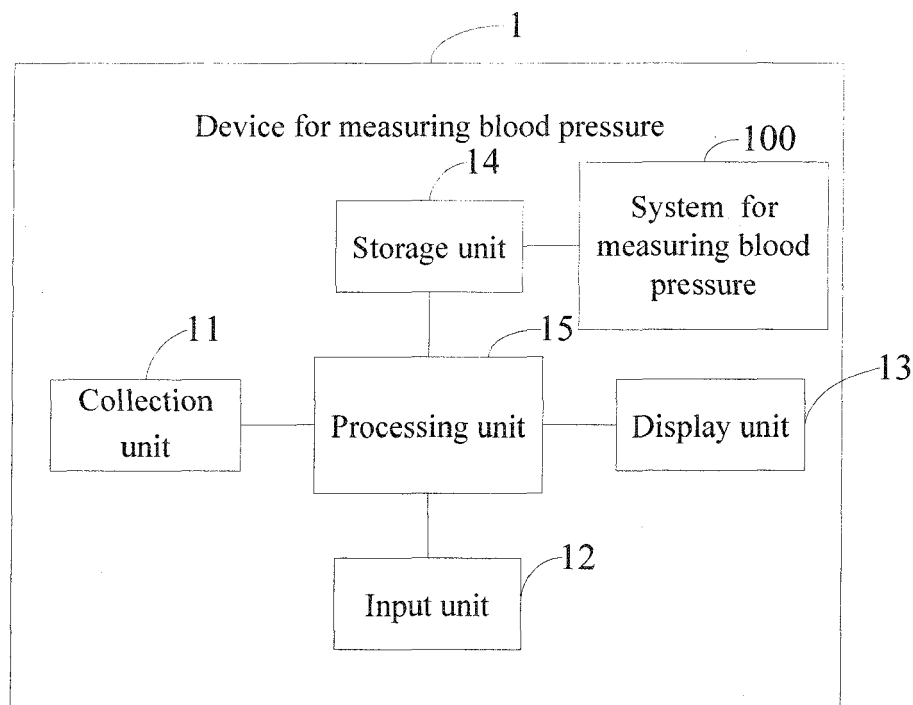 1
Device for measuring blood pressure
14
100
Storage unit
System for
measuring blood
pressure
11
15
13
Collection
unit
Processing unit
Display unit
12
Input unit